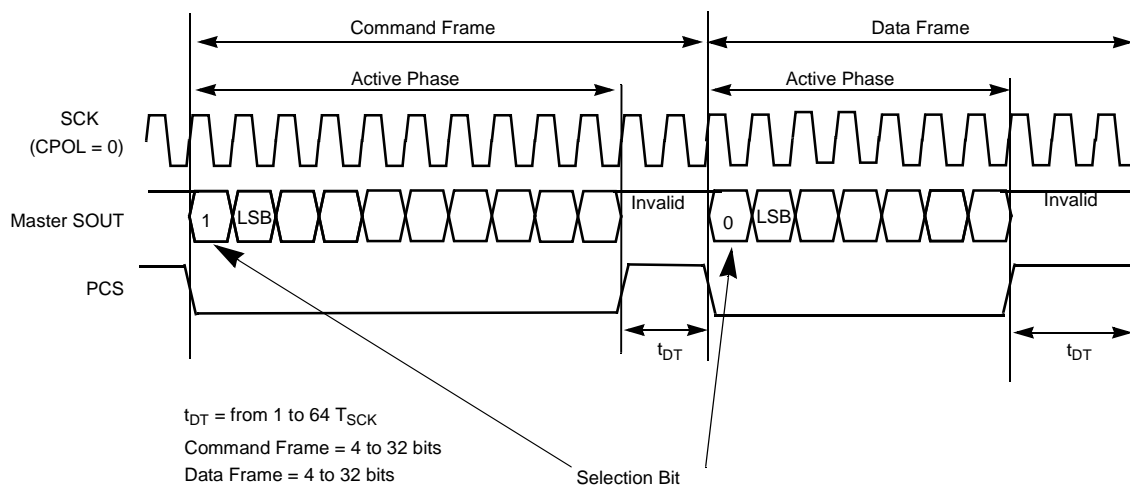 Command Frame
Data Frame
Active Phase
Active Phase
SCK
(CPOL = 0)
Master SOUT
1
LSB
Invalid
0
LSB
Invalid
PCS
tDT
tDT
tDT = from 1 to 64 TSCK
Command Frame = 4 to 32 bits
Data Frame = 4 to 32 bits
Selection Bit